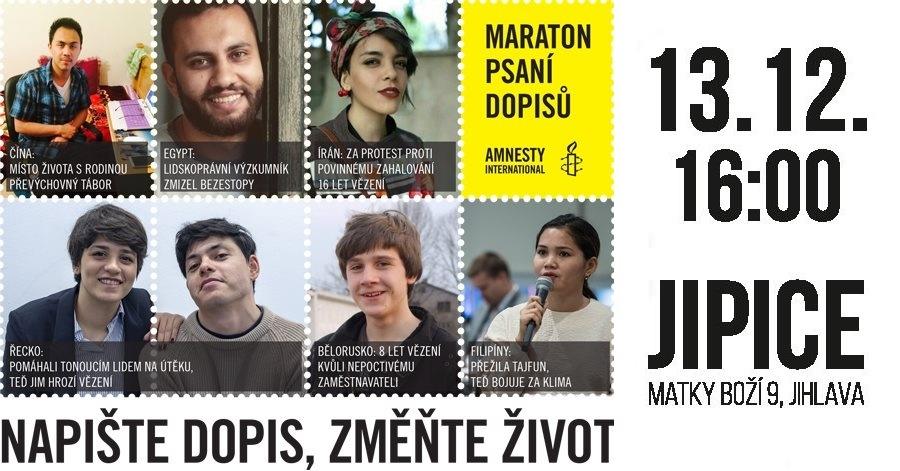 MARATON
PSANÍ
DOPISŮ
AMNESTY
INTERNATIONAL
ČÍNA:
MÍSTO ŽIVOTA S RODINOU
PŘEVÝCHOVNÝ TÁBOR
EGYPT:
LIDSKOPRÁVNÍ VÝZKUMNÍK
ZMIZEL BEZESTOPY
ÍRÁN: ZA PROTEST PROTI
POVINNÉMU ZAHALOVÁNÍ
16 LET VĚZENÍ
ŘECKO:
POMÁHALI TONOUCÍM LIDEM NA ÚTĚKU,
TEĎ JIM HROZÍ VĚZENÍ
BĚLORUSKO: 8 LET VĚZENÍ
KVŮLI NEPOCTIVÉMU
ZAMĚSTNAVATELI
FILIPÍNY:
PŘEŽILA TAJFUN,
TEĎ BOJUJE ZA KLIMA
NAPIŠTE DOPIS, ZMĚŇTE ŽIVOT
13. 12.
16:00
JIPICE
MATKY BOŽÍ 9, JIHLAVA